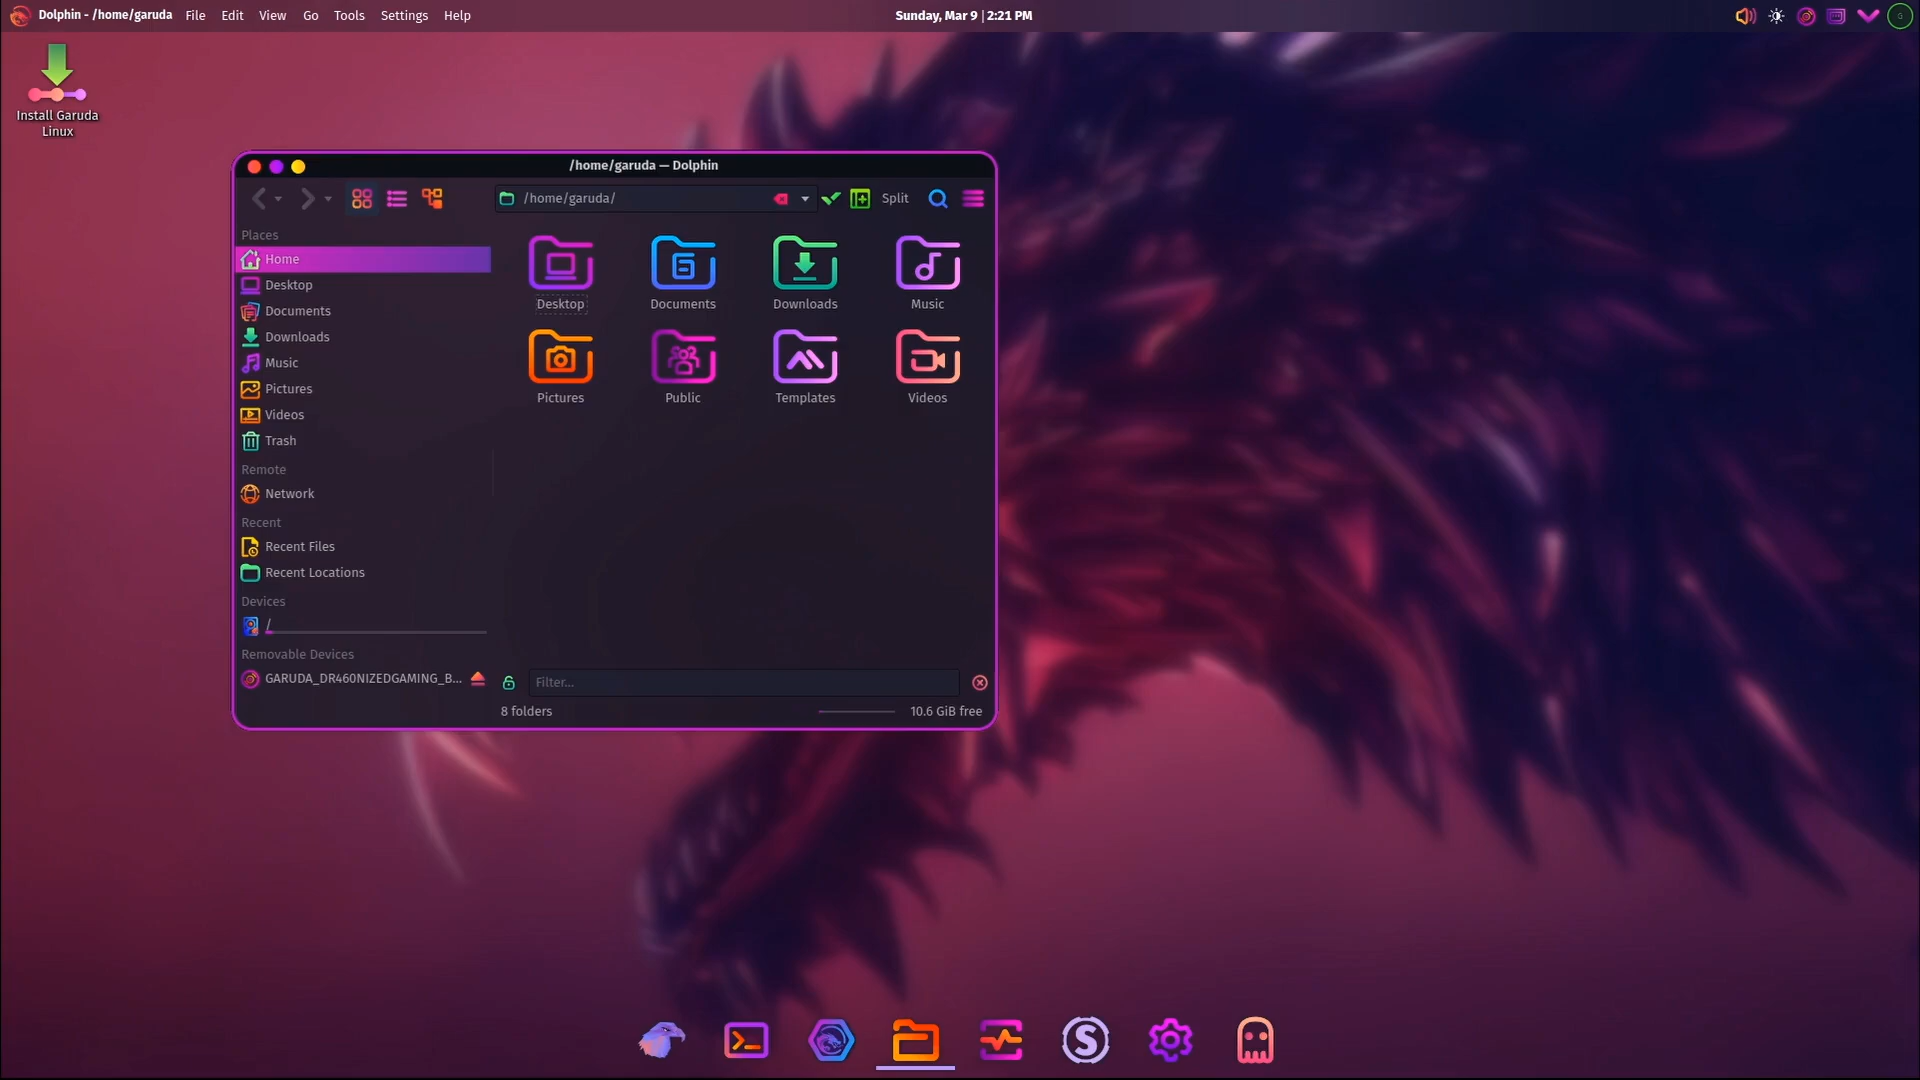 Dolphin - /home/garuda File Edit View Go Tools Settings Help
Sunday, Mar 9 | 2:21 PM
Install Garuda
Linux
/home/garuda — Dolphin
/home/garuda/
Split
Places
Home
Desktop
Documents
Downloads
Music
Pictures
Videos
Trash
Remote
Network
Recent
Recent Files
Recent Locations
Devices
/
Removable Devices
GARUDA_DR460NIZEDGAMING_B...
Desktop Documents Downloads Music
Pictures Public Templates Videos
Filter...
8 folders
10.6 GiB free